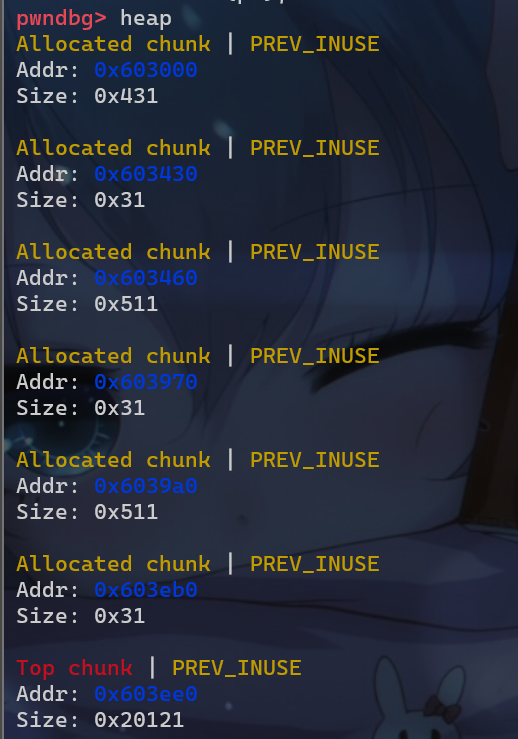 pwndbg> heap
Allocated chunk | PREV_INUSE
Addr: 0x603000
Size: 0x431
Allocated chunk | PREV_INUSE
Addr: 0x603430
Size: 0x31
Allocated chunk | PREV_INUSE
Addr: 0x603460
Size: 0x511
Allocated chunk | PREV_INUSE
Addr: 0x603970
Size: 0x31
Allocated chunk | PREV_INUSE
Addr: 0x6039a0
Size: 0x511
Allocated chunk | PREV_INUSE
Addr: 0x603eb0
Size: 0x31
Top chunk | PREV_INUSE
Addr: 0x603ee0
Size: 0x20121